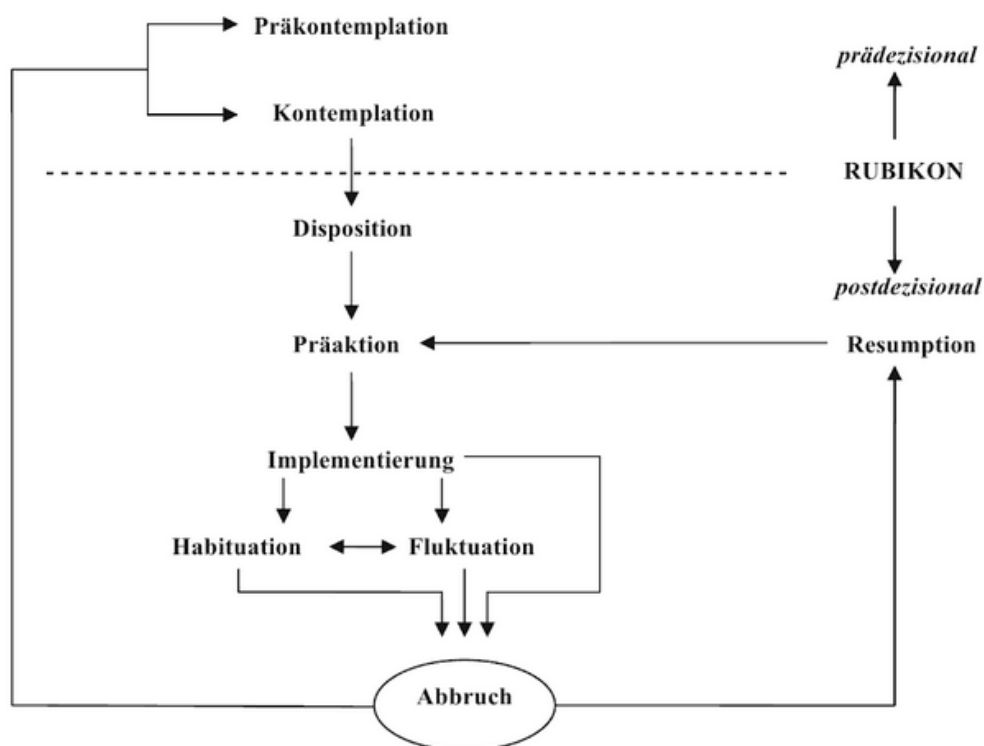 Präkontemplation
prädezisional
Kontemplation
RUBIKON
Disposition
postdezisional
Präaktion
Resumption
Implementierung
Habituation
Fluktuation
Abbruch